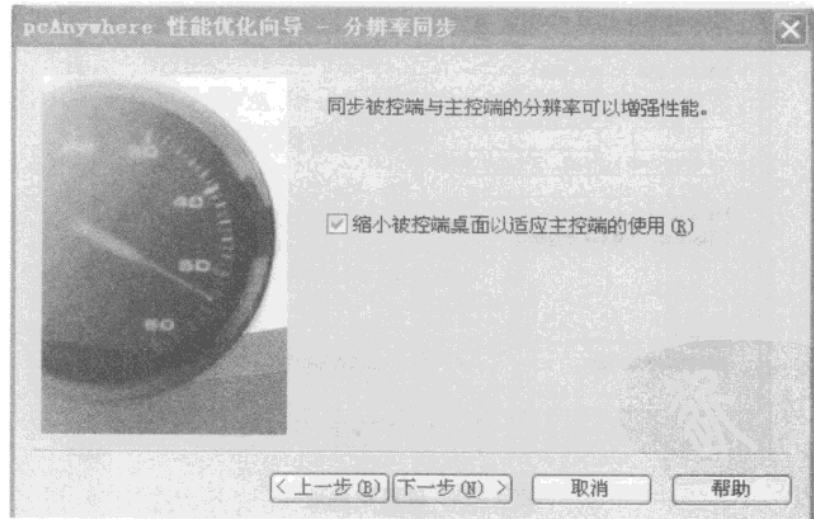 pcAnywhere 性能优化向导 - 分辨率同步
同步被控端与主控端的分辨率可以增强性能。
缩小被控端桌面以适应主控端的使用(R)
40
50
60
< 上一步(B)
下一步(N) >
取消
帮助